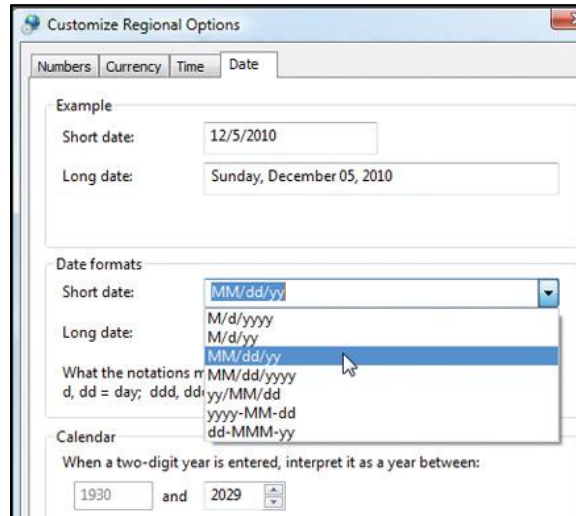 Customize Regional Options
Numbers Currency Time Date
Example
Short date: 12/5/2010
Long date: Sunday, December 05, 2010
Date formats
Short date: MM/dd/yy
M/d/yyyy
Long date: M/d/yy
MM/dd/yy
What the notations m MM/dd/yyyy
d, dd = day; ddd, dd yy/MM/dd
yyyy-MM-dd
dd-MMM-yy
Calendar
When a two-digit year is entered, interpret it as a year between:
1930 and 2029